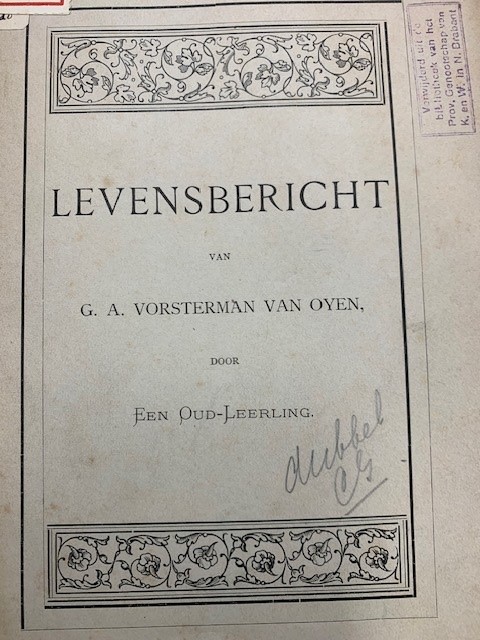 Verwijderd uit de
bibliotheek van het
Prov. Genootschap van
K. en W. in N. Brabant
LEVENSBERICHT
VAN
G. A. VORSTERMAN VAN OYEN,
DOOR
EEN OUD-LEERLING.
dubbel